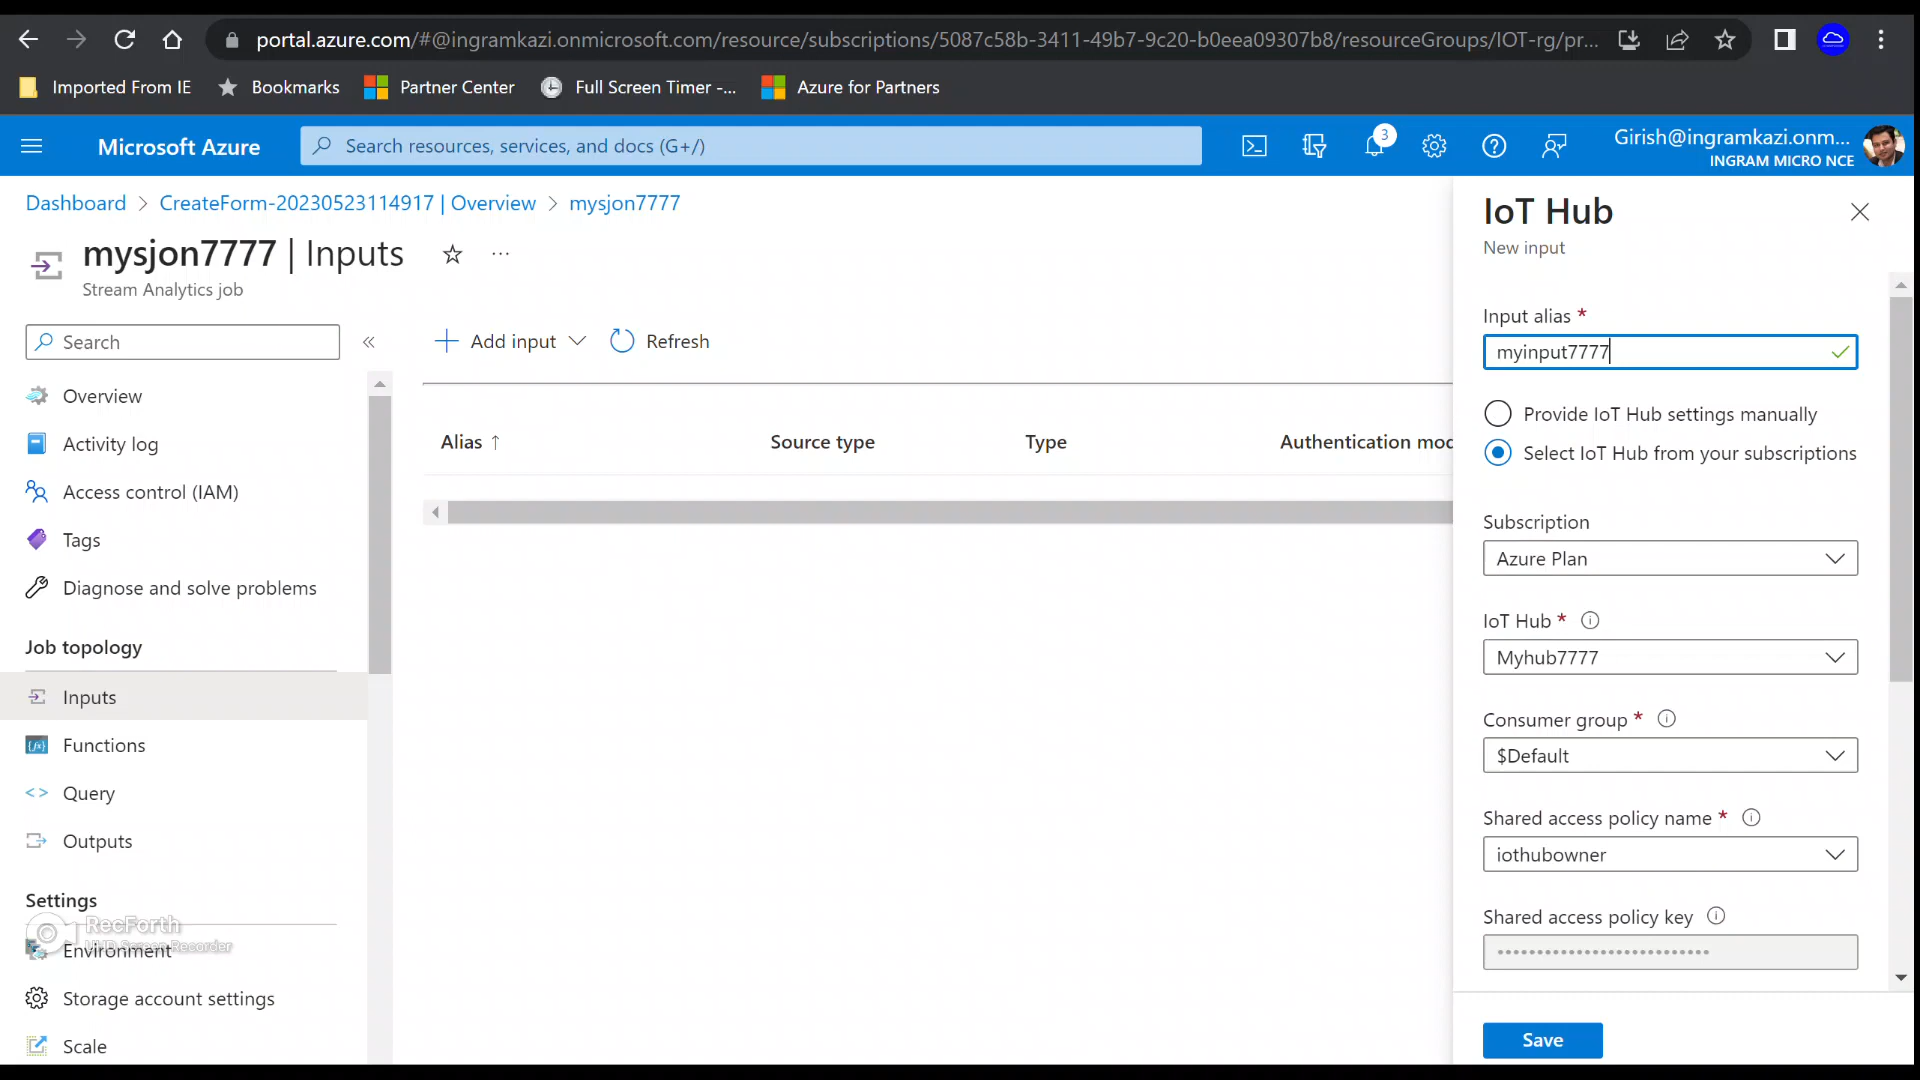 portal.azure.com/#@ingramkazi.onmicrosoft.com/resource/subscriptions/5087c58b-3411-49b7-9c20-b0eea09307b8/resourceGroups/IOT-rg/pr...
Imported From IE
Bookmarks
Partner Center
Full Screen Timer -...
Azure for Partners
Microsoft Azure
Search resources, services, and docs (G+/)
3
Girish@ingramkazi.onm...
INGRAM MICRO NCE
Dashboard > CreateForm-20230523114917 | Overview > mysjon7777
mysjon7777 | Inputs
Stream Analytics job
Search
Add input
Refresh
Overview
Activity log
Access control (IAM)
Tags
Diagnose and solve problems
Job topology
Inputs
Functions
Query
Outputs
Settings
RecForth
UHD Screen Recorder
Environment
Storage account settings
Scale
Alias ↑
Source type
Type
Authentication mod
IoT Hub
New input
Input alias *
myinput7777
Provide IoT Hub settings manually
Select IoT Hub from your subscriptions
Subscription
Azure Plan
IoT Hub *
Myhub7777
Consumer group *
$Default
Shared access policy name *
iothubowner
Shared access policy key
Save